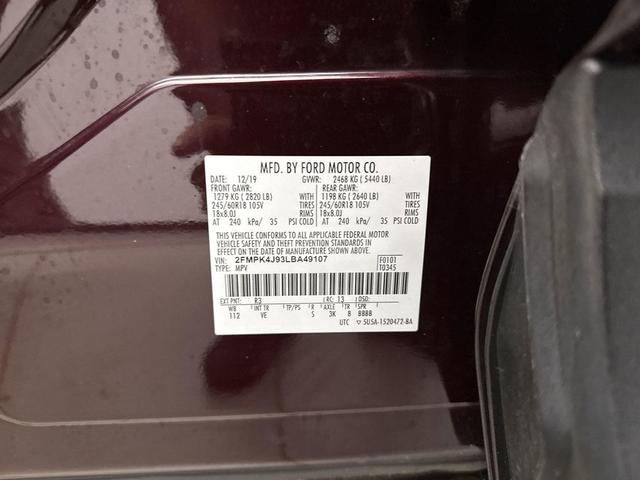 MFD. BY FORD MOTOR CO.
12/19 GVWR: 2468 KG ( 5440 LB)
FRONT GAWR: REAR GAWR:
1279 KG ( 2820 LB) WITH 1198 KG ( 2640 LB) WITH
245/60R18 105V TIRES 245/60R18 105V TIRES
18x8.0J RIMS 18x8.0J RIMS
AT 240 kPa/ 35 PSI COLD AT 240 kPa/ 35 PSI COLD
THIS VEHICLE CONFORMS TO ALL APPLICABLE FEDERAL MOTOR
VEHICLE SAFETY AND THEFT PREVENTION STANDARDS IN
EFFECT ON THE DATE OF MANUFACTURE SHOWN ABOVE.
VIN: 2FMPK4J93LBA49107 F0101
TYPE: MPV T0345
EXT PNT: R3 RC: 13 DSO:
WB INT TR TP/PS R AXLE TR SPR
112 VE S 3K 8 BBBB
UTC ▽ 5U5A-1520472-BA